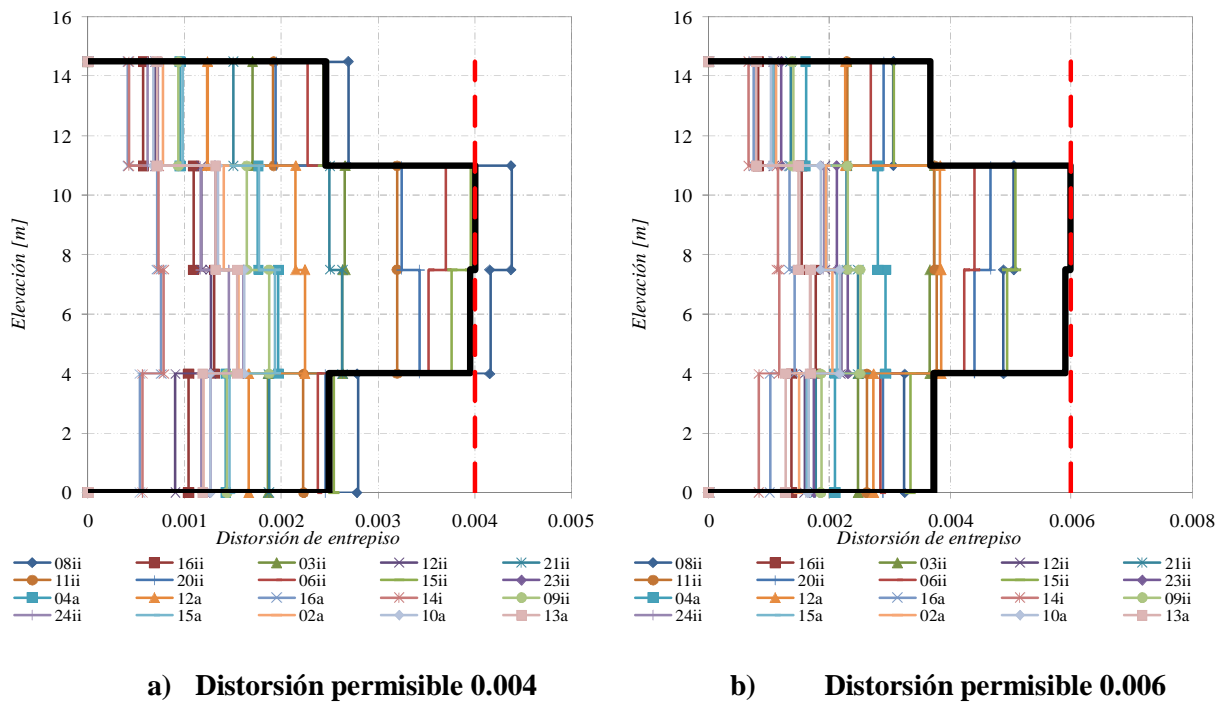 16
14
12
10
8
6
4
2
0
Elevación [m]
0 0.001 0.002 0.003 0.004 0.005
Distorsión de entrepiso
08ii 16ii 03ii 12ii 21ii
11ii 20ii 06ii 15ii 23ii
04a 12a 16a 14i 09ii
24ii 15a 02a 10a 13a
a) Distorsión permisible 0.004
16
14
12
10
8
6
4
2
0
Elevación [m]
0 0.002 0.004 0.006 0.008
Distorsión de entrepiso
08ii 16ii 03ii 12ii 21ii
11ii 20ii 06ii 15ii 23ii
04a 12a 16a 14i 09ii
24ii 15a 02a 10a 13a
b) Distorsión permisible 0.006